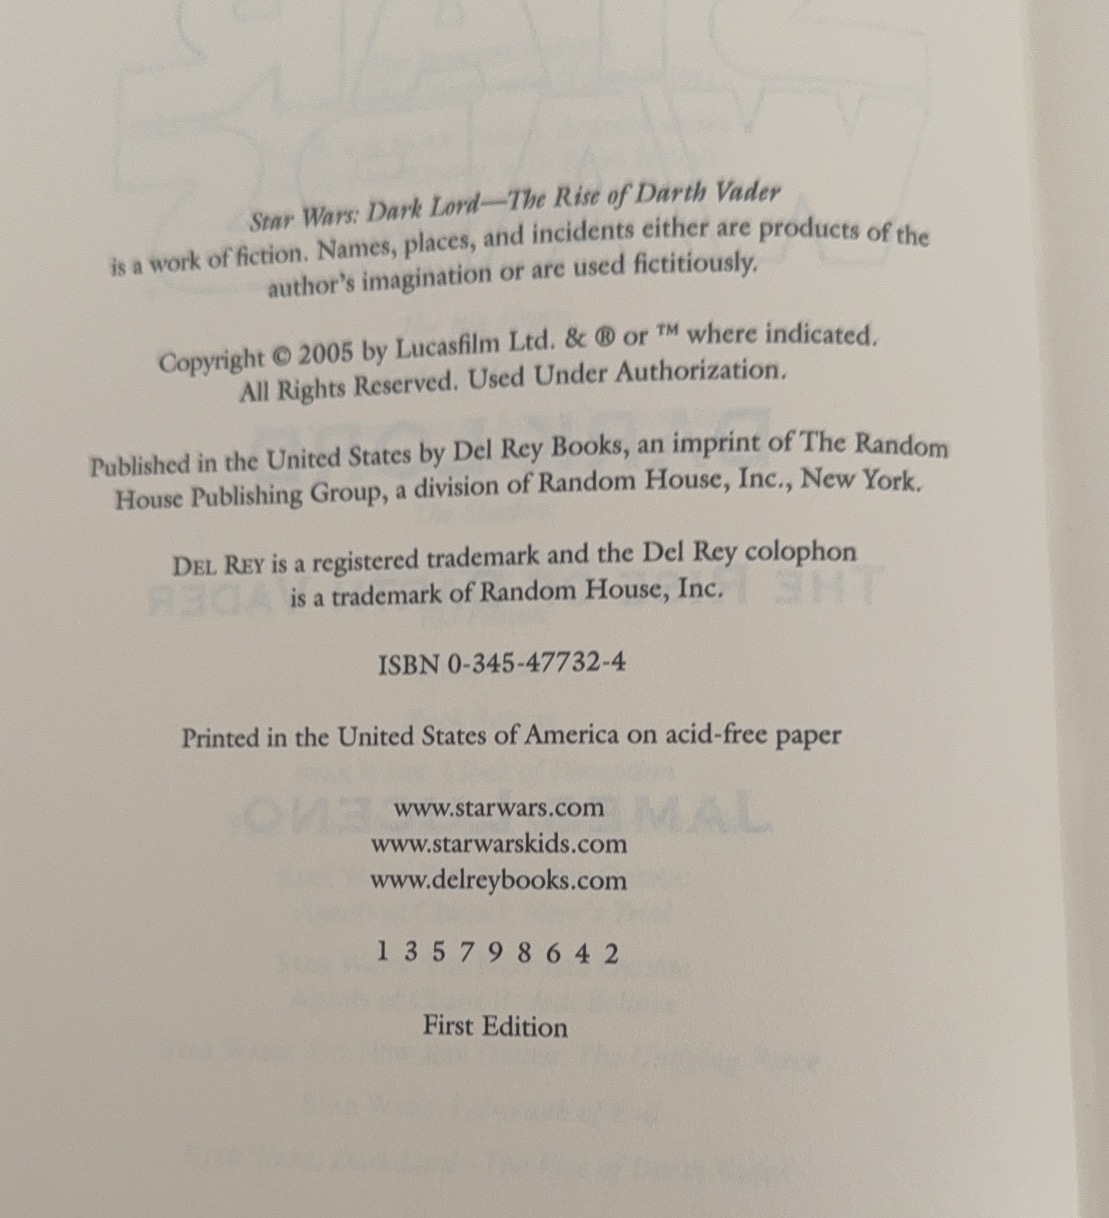 Star Wars: Dark Lord—The Rise of Darth Vader
is a work of fiction. Names, places, and incidents either are products of the
author's imagination or are used fictitiously.
Copyright © 2005 by Lucasfilm Ltd. & ® or ™ where indicated.
All Rights Reserved. Used Under Authorization.
Published in the United States by Del Rey Books, an imprint of The Random
House Publishing Group, a division of Random House, Inc., New York.
DEL REY is a registered trademark and the Del Rey colophon
is a trademark of Random House, Inc.
ISBN 0-345-47732-4
Printed in the United States of America on acid-free paper
www.starwars.com
www.starwarskids.com
www.delreybooks.com
1 3 5 7 9 8 6 4 2
First Edition